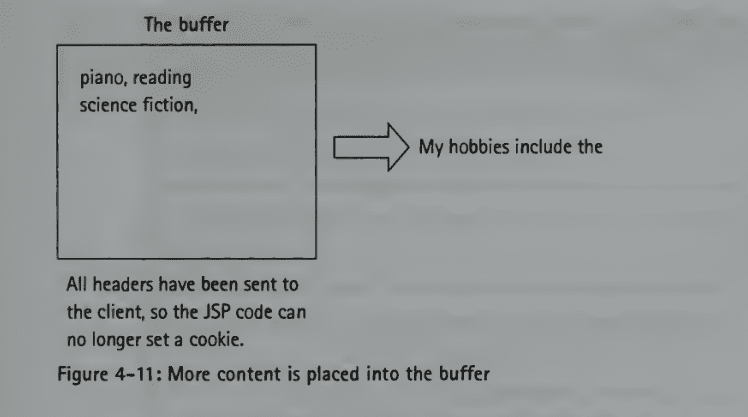 The buffer
piano, reading
science fiction,
My hobbies include the
All headers have been sent to
the client, so the JSP code can
no longer set a cookie.
Figure 4-11: More content is placed into the buffer